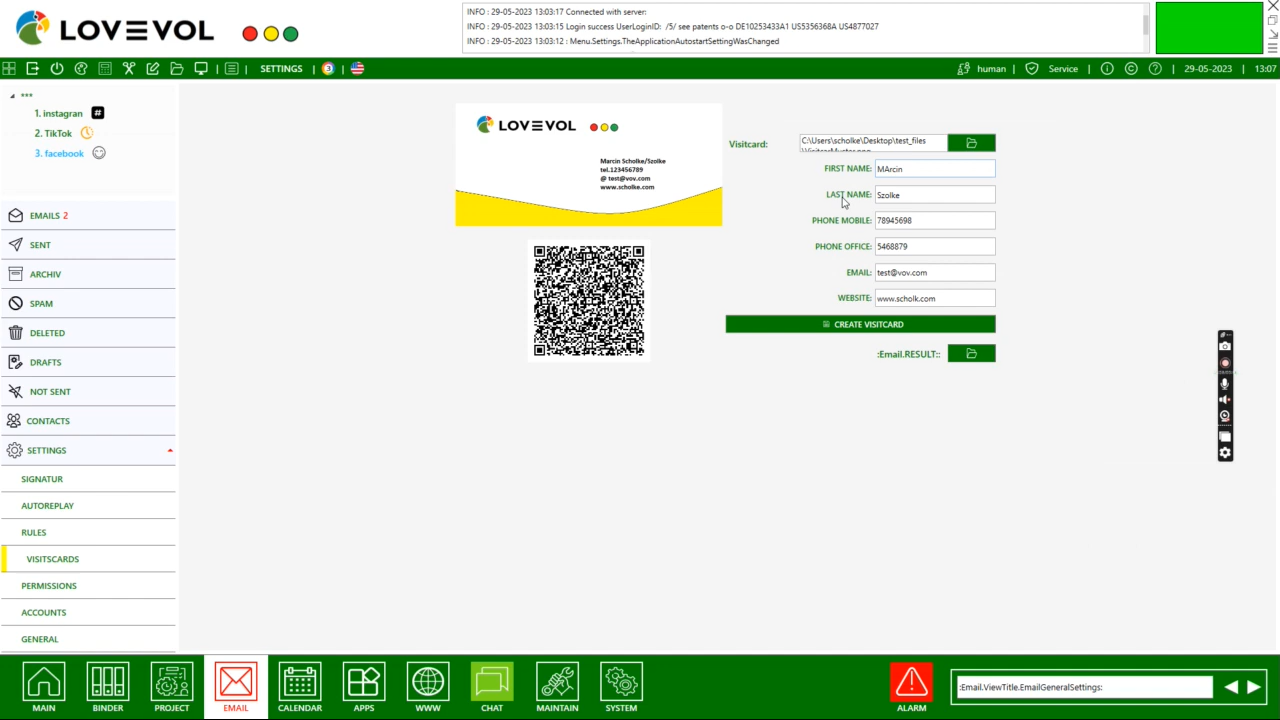 LOVEVOL
INFO : 29-05-2023 13:03:17 Connected with server:
INFO : 29-05-2023 13:03:15 Login success UserLoginID: /5/ see patents o-o DE10253433A1 US5356368A US4877027
INFO : 29-05-2023 13:03:12 : Menu.Settings.TheApplicationAutostartSettingWasChanged
SETTINGS
3
human
Service
29-05-2023
13:07
***
1. instagran #
2. TikTok
3. facebook
EMAILS 2
SENT
ARCHIV
SPAM
DELETED
DRAFTS
NOT SENT
CONTACTS
SETTINGS
SIGNATUR
AUTOREPLAY
RULES
VISITSCARDS
PERMISSIONS
ACCOUNTS
GENERAL
LOVEVOL
Marcin Scholke/Szolke
tel.123456789
@ test@vov.com
www.scholke.com
Visitcard: C:\Users\scholke\Desktop\test_files
FIRST NAME: MArcin
LAST NAME: Szolke
PHONE MOBILE: 78945698
PHONE OFFICE: 5468879
EMAIL: test@vov.com
WEBSITE: www.scholk.com
CREATE VISITCARD
:Email.RESULT::
MAIN
BINDER
PROJECT
EMAIL
CALENDAR
APPS
WWW
CHAT
MAINTAIN
SYSTEM
ALARM
:Email.ViewTitle.EmailGeneralSettings: